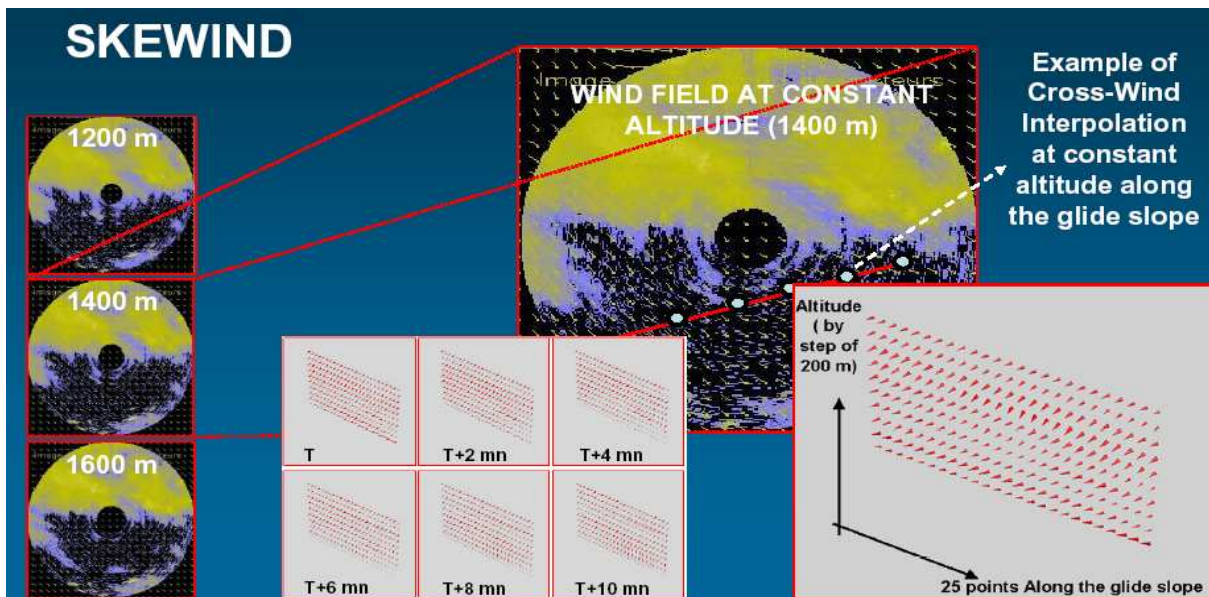 SKEWIND
1200 m
1400 m
1600 m
Image
WIND FIELD AT CONSTANT
ALTITUDE (1400 m)
Example of
Cross-Wind
Interpolation
at constant
altitude along
the glide slope
T
T+2 mn
T+4 mn
T+6 mn
T+8 mn
T+10 mn
Altitude
( by
step of
200 m)
25 points Along the glide slope